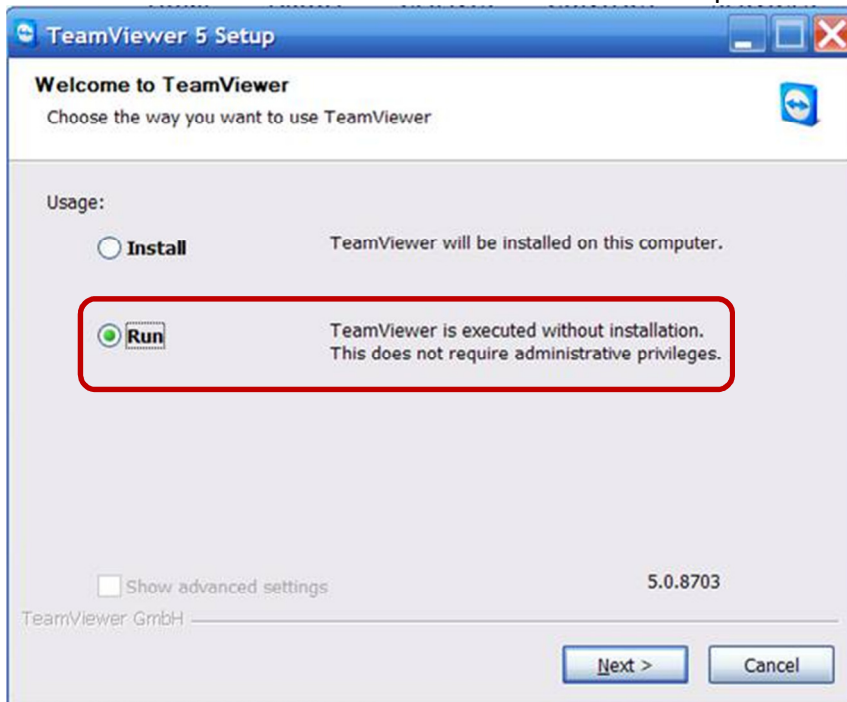 TeamViewer 5 Setup
Welcome to TeamViewer
Choose the way you want to use TeamViewer
Usage:
Install TeamViewer will be installed on this computer.
Run TeamViewer is executed without installation.
This does not require administrative privileges.
Show advanced settings 5.0.8703
TeamViewer GmbH
Next > Cancel